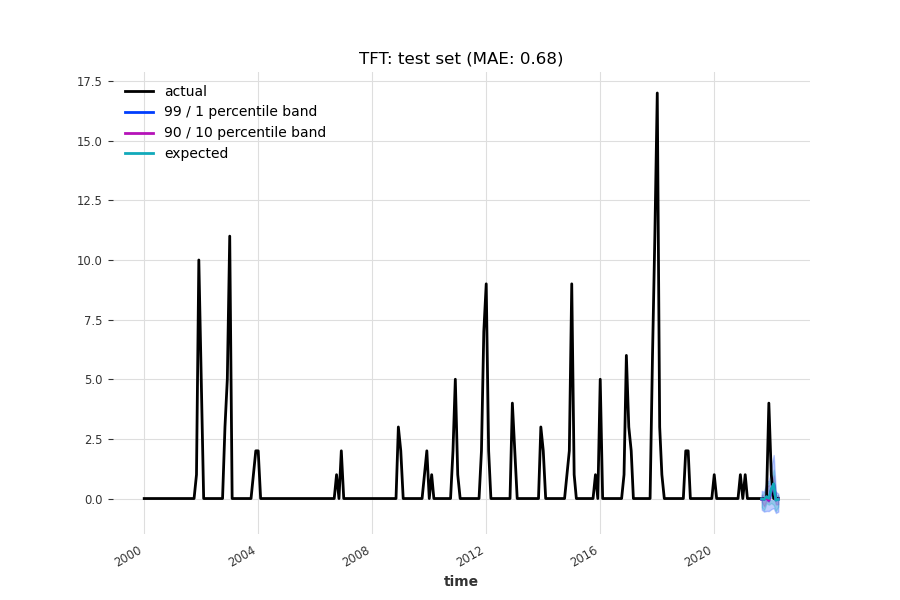 TFT: test set (MAE: 0.68)
17.5
15.0
12.5
10.0
7.5
5.0
2.5
0.0
actual
99 / 1 percentile band
90 / 10 percentile band
expected
2000
2004
2008
2012
2016
2020
time